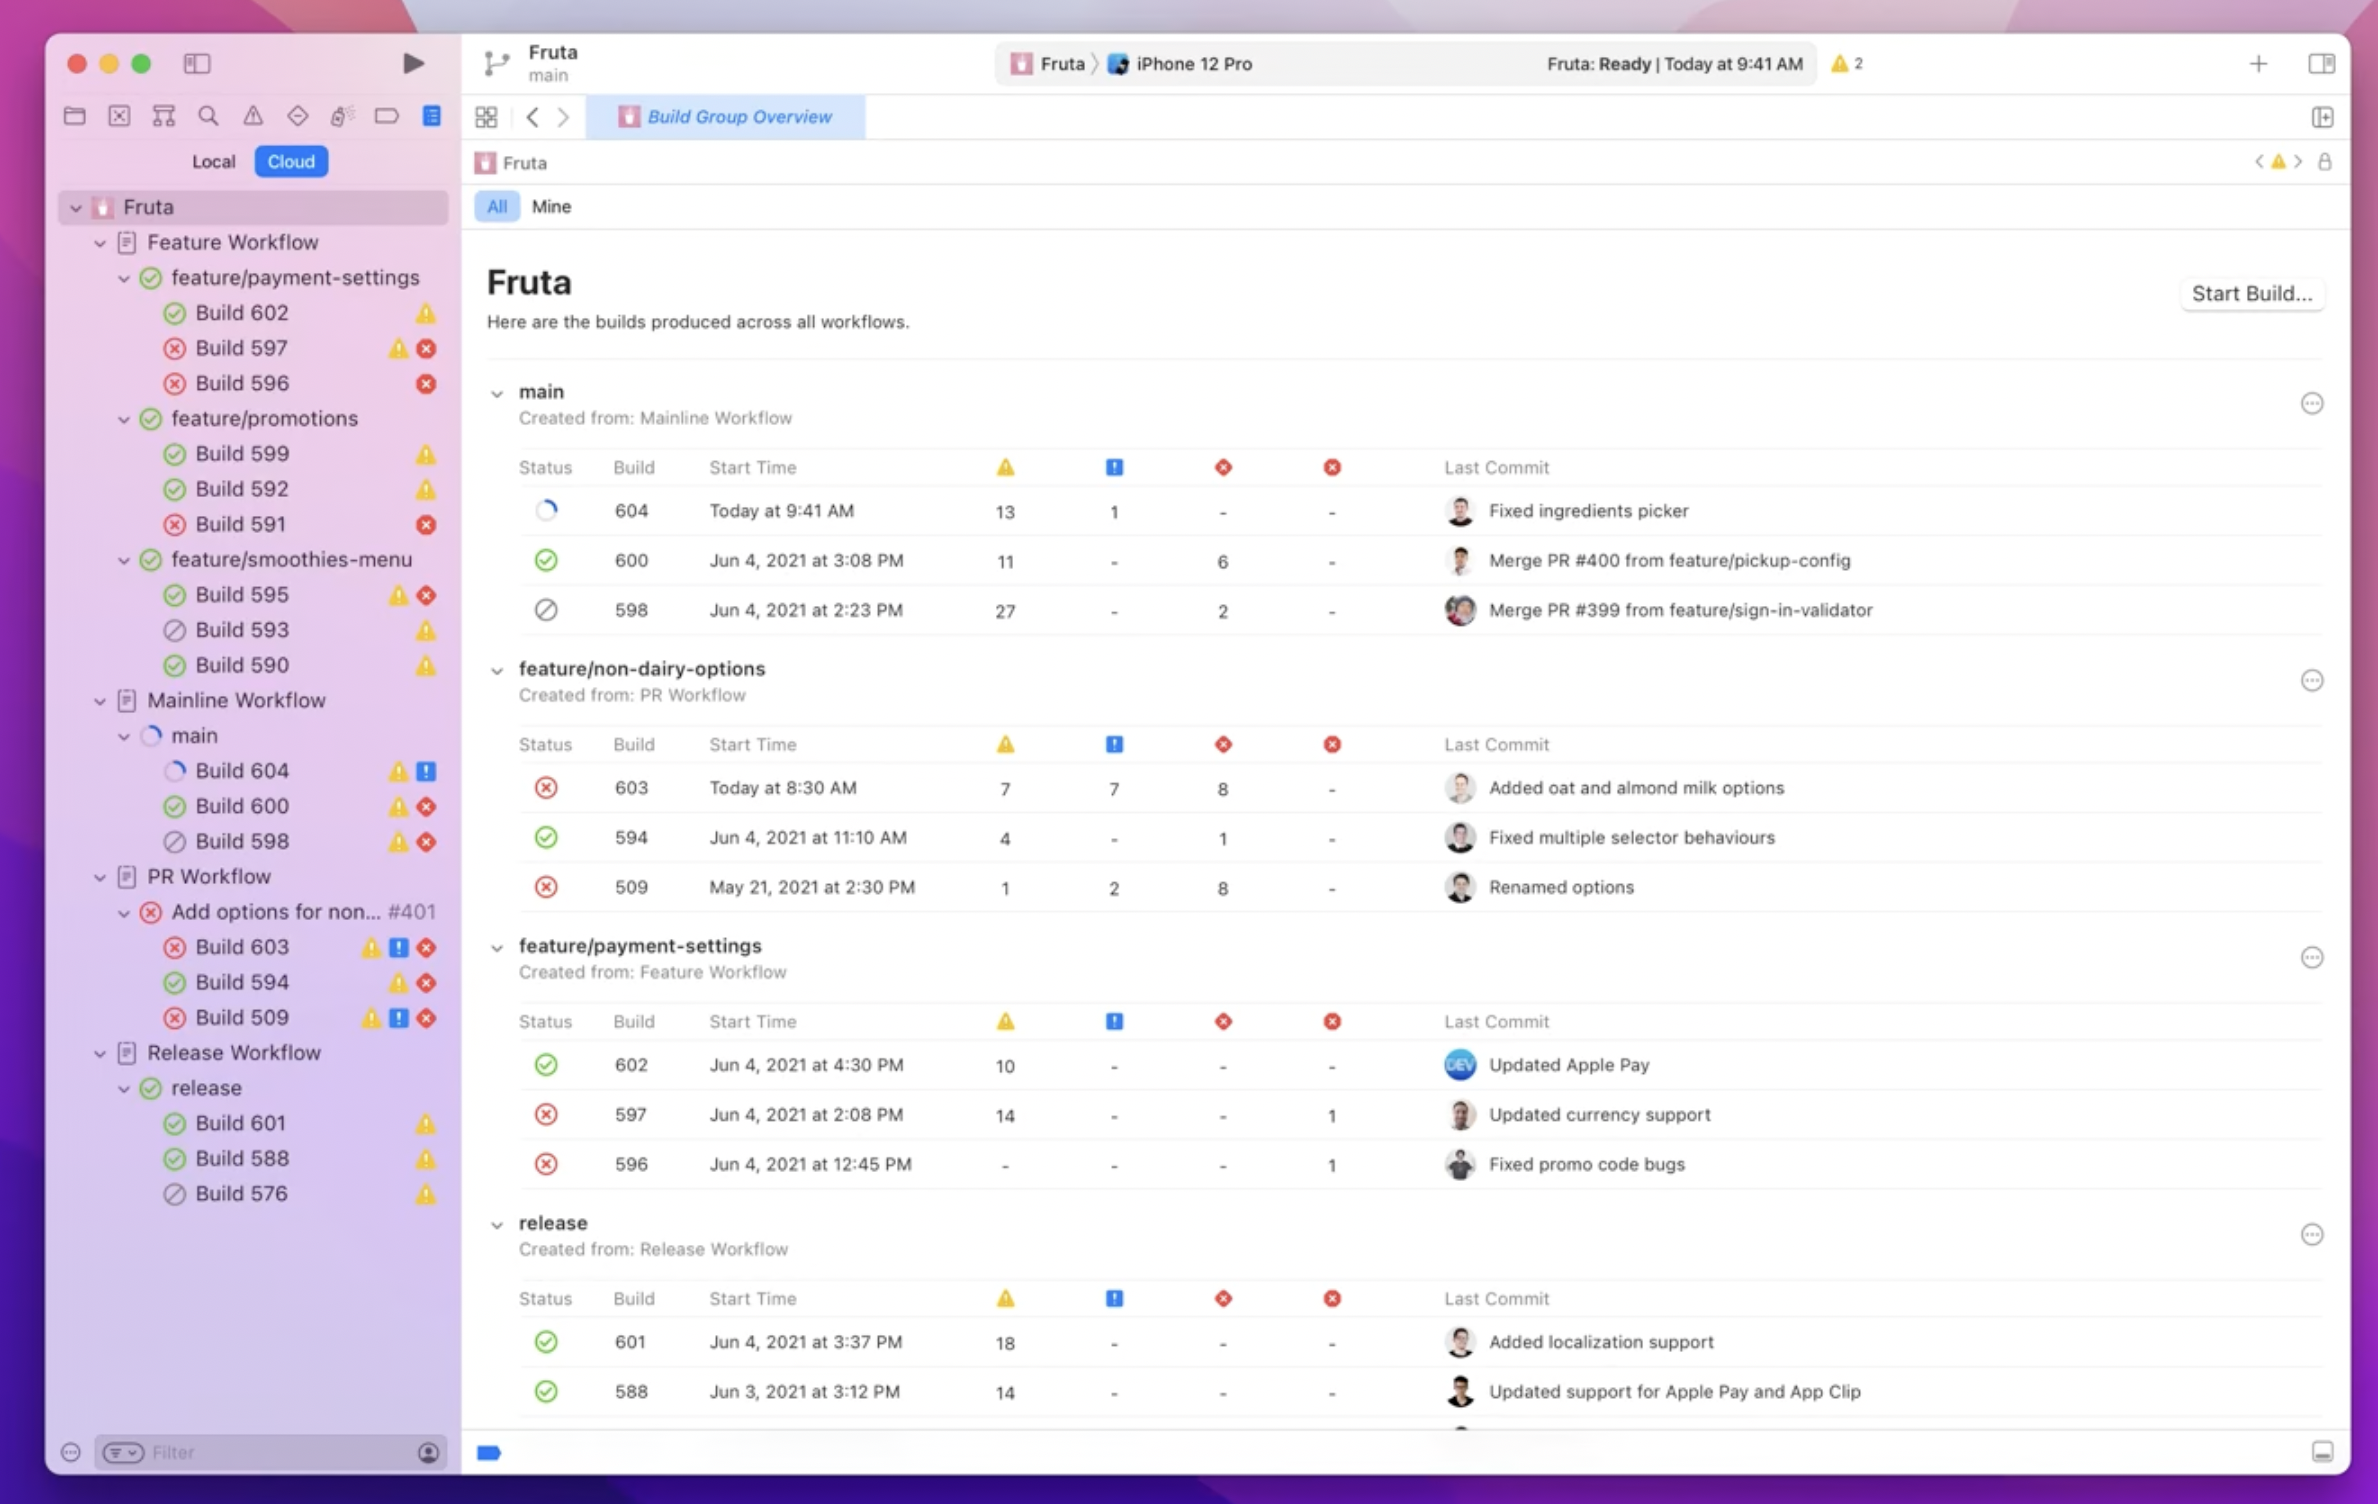 Fruta
main
Fruta
iPhone 12 Pro
Fruta: Ready | Today at 9:41 AM
2
Build Group Overview
Local
Cloud
Fruta
All
Mine
Fruta
Feature Workflow
feature/payment-settings
Build 602
Build 597
Build 596
feature/promotions
Build 599
Build 592
Build 591
feature/smoothies-menu
Build 595
Build 593
Build 590
Mainline Workflow
main
Build 604
Build 600
Build 598
PR Workflow
Add options for non... #401
Build 603
Build 594
Build 509
Release Workflow
release
Build 601
Build 588
Build 576
Filter
Fruta
Here are the builds produced across all workflows.
Start Build...
main
Created from: Mainline Workflow
Status Build Start Time Last Commit
604 Today at 9:41 AM 13 1 - - Fixed ingredients picker
600 Jun 4, 2021 at 3:08 PM 11 - 6 - Merge PR #400 from feature/pickup-config
598 Jun 4, 2021 at 2:23 PM 27 - 2 - Merge PR #399 from feature/sign-in-validator
feature/non-dairy-options
Created from: PR Workflow
Status Build Start Time Last Commit
603 Today at 8:30 AM 7 7 8 - Added oat and almond milk options
594 Jun 4, 2021 at 11:10 AM 4 - 1 - Fixed multiple selector behaviours
509 May 21, 2021 at 2:30 PM 1 2 8 - Renamed options
feature/payment-settings
Created from: Feature Workflow
Status Build Start Time Last Commit
602 Jun 4, 2021 at 4:30 PM 10 - - - DEV Updated Apple Pay
597 Jun 4, 2021 at 2:08 PM 14 - - 1 Updated currency support
596 Jun 4, 2021 at 12:45 PM - - - 1 Fixed promo code bugs
release
Created from: Release Workflow
Status Build Start Time Last Commit
601 Jun 4, 2021 at 3:37 PM 18 - - - Added localization support
588 Jun 3, 2021 at 3:12 PM 14 - - - Updated support for Apple Pay and App Clip